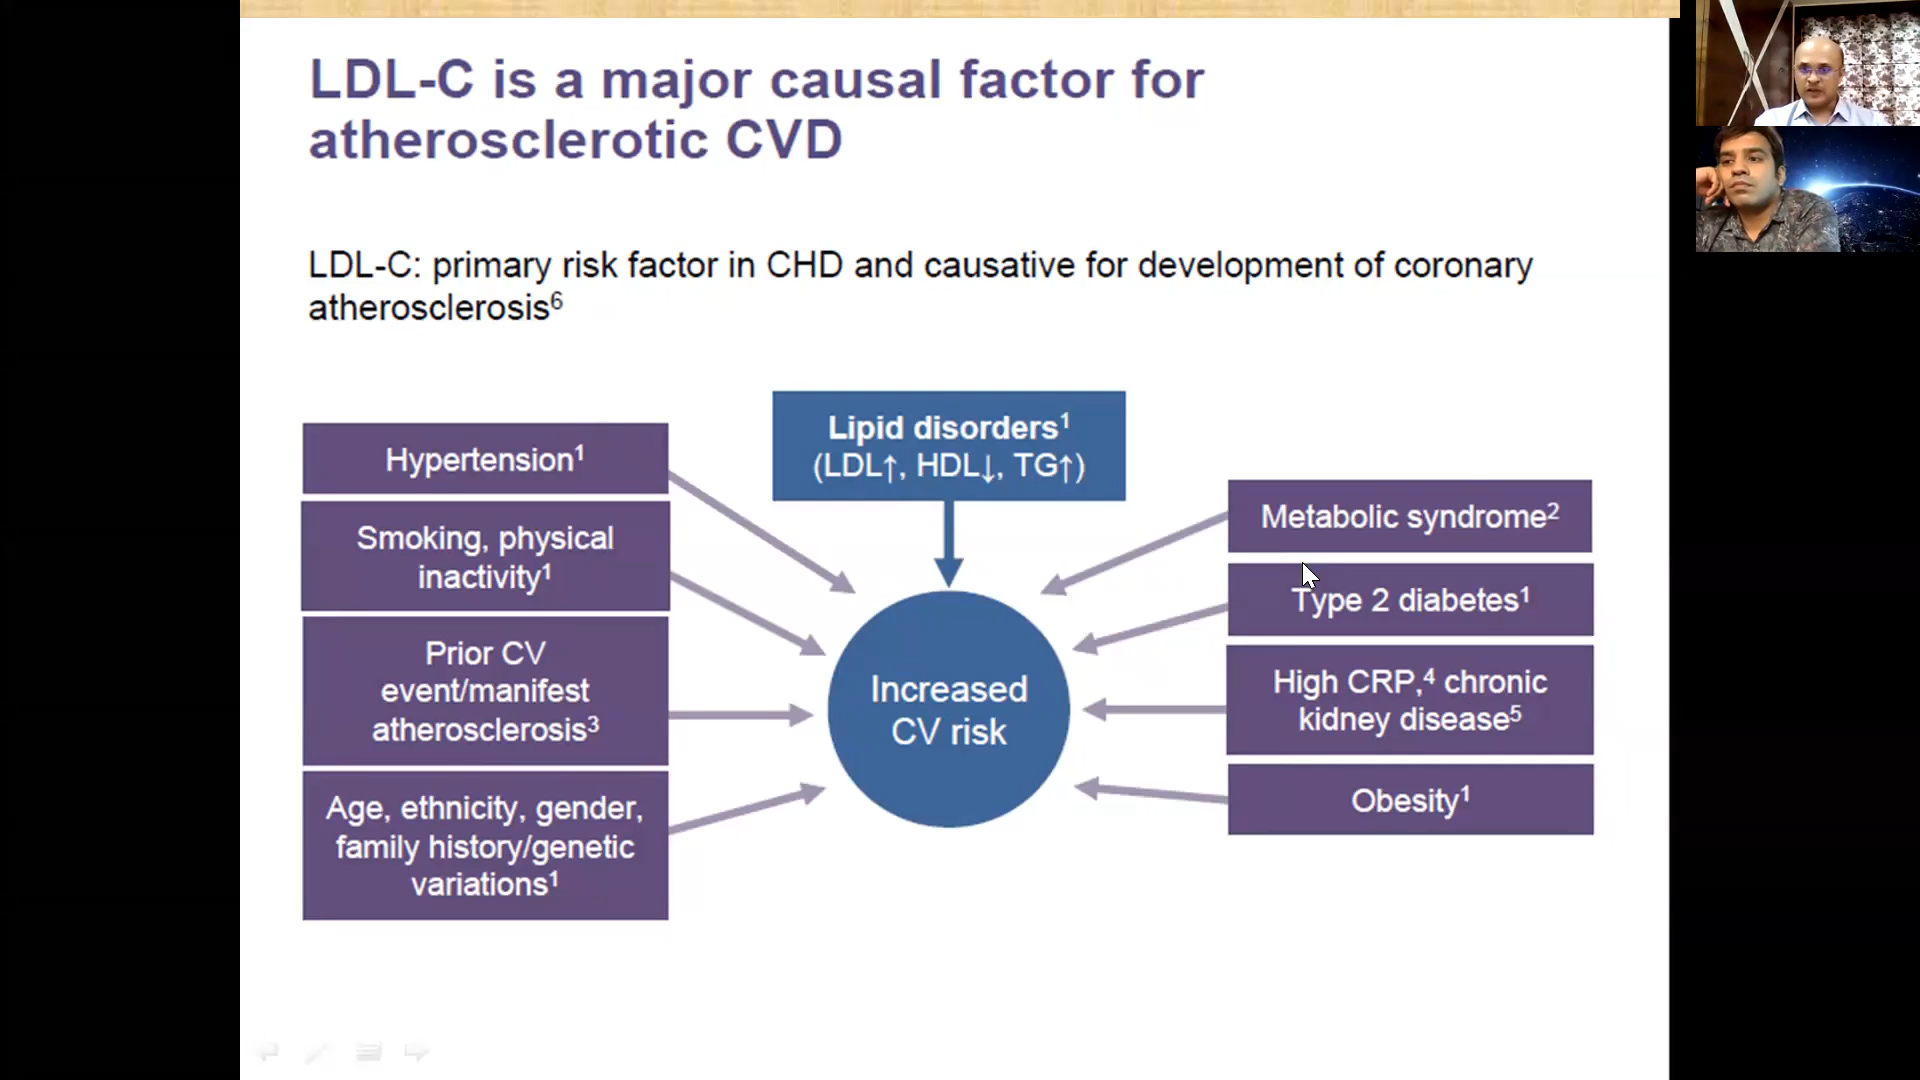 LDL-C is a major causal factor for
atherosclerotic CVD
LDL-C: primary risk factor in CHD and causative for development of coronary
atherosclerosis⁶
Lipid disorders¹
(LDL↑, HDL↓, TG↑)
Hypertension¹
Smoking, physical
inactivity¹
Prior CV
event/manifest
atherosclerosis³
Age, ethnicity, gender,
family history/genetic
variations¹
Increased
CV risk
Metabolic syndrome²
Type 2 diabetes¹
High CRP,⁴ chronic
kidney disease⁵
Obesity¹